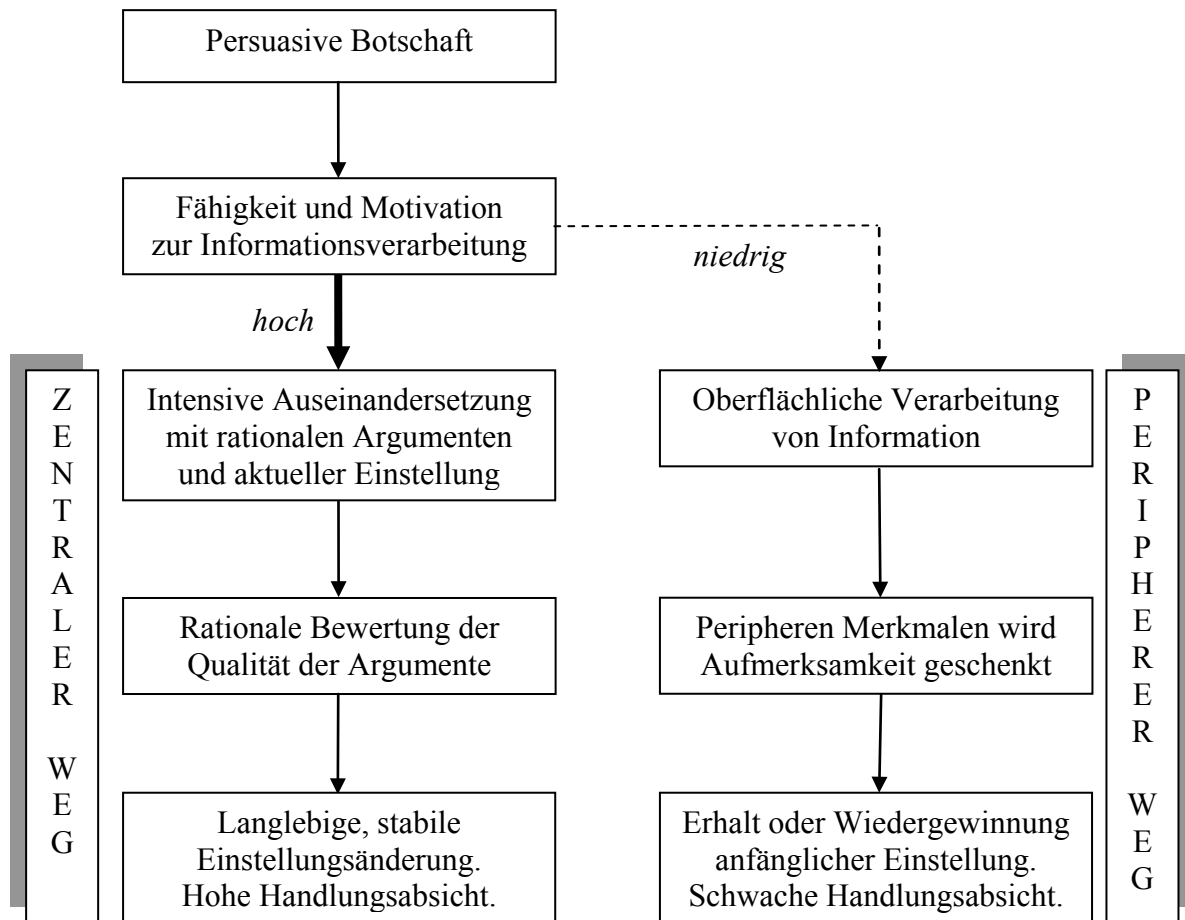 Persuasive Botschaft
Fähigkeit und Motivation
zur Informationsverarbeitung
niedrig
hoch
ZENTRALER WEG
Intensive Auseinandersetzung
mit rationalen Argumenten
und aktueller Einstellung
Rationale Bewertung der
Qualität der Argumente
Langlebige, stabile
Einstellungsänderung.
Hohe Handlungsabsicht.
Oberflächliche Verarbeitung
von Information
Peripheren Merkmalen wird
Aufmerksamkeit geschenkt
Erhalt oder Wiedergewinnung
anfänglicher Einstellung.
Schwache Handlungsabsicht.
PERIPHERER WEG